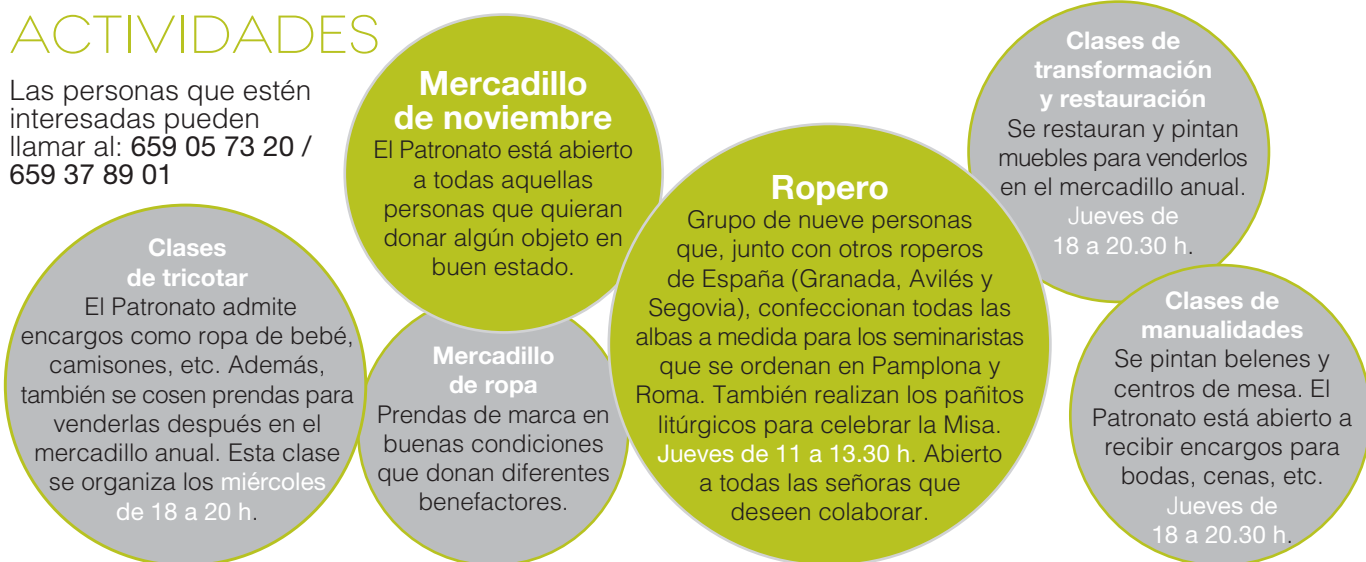 ACTIVIDADES
Las personas que estén
interesadas pueden
llamar al: 659 05 73 20 /
659 37 89 01
Clases
de tricotar
El Patronato admite
encargos como ropa de bebé,
camisones, etc. Además,
también se cosen prendas para
venderlas después en el
mercadillo anual. Esta clase
se organiza los miércoles
de 18 a 20 h.
Mercadillo
de noviembre
El Patronato está abierto
a todas aquellas
personas que quieran
donar algún objeto en
buen estado.
Mercadillo
de ropa
Prendas de marca en
buenas condiciones
que donan diferentes
benefactores.
Ropero
Grupo de nueve personas
que, junto con otros roperos
de España (Granada, Avilés y
Segovia), confeccionan todas las
albas a medida para los seminaristas
que se ordenan en Pamplona y
Roma. También realizan los pañitos
litúrgicos para celebrar la Misa.
Jueves de 11 a 13.30 h. Abierto
a todas las señoras que
deseen colaborar.
Clases de
transformación
y restauración
Se restauran y pintan
muebles para venderlos
en el mercadillo anual.
Jueves de
18 a 20.30 h.
Clases de
manualidades
Se pintan belenes y
centros de mesa. El
Patronato está abierto a
recibir encargos para
bodas, cenas, etc.
Jueves de
18 a 20.30 h.